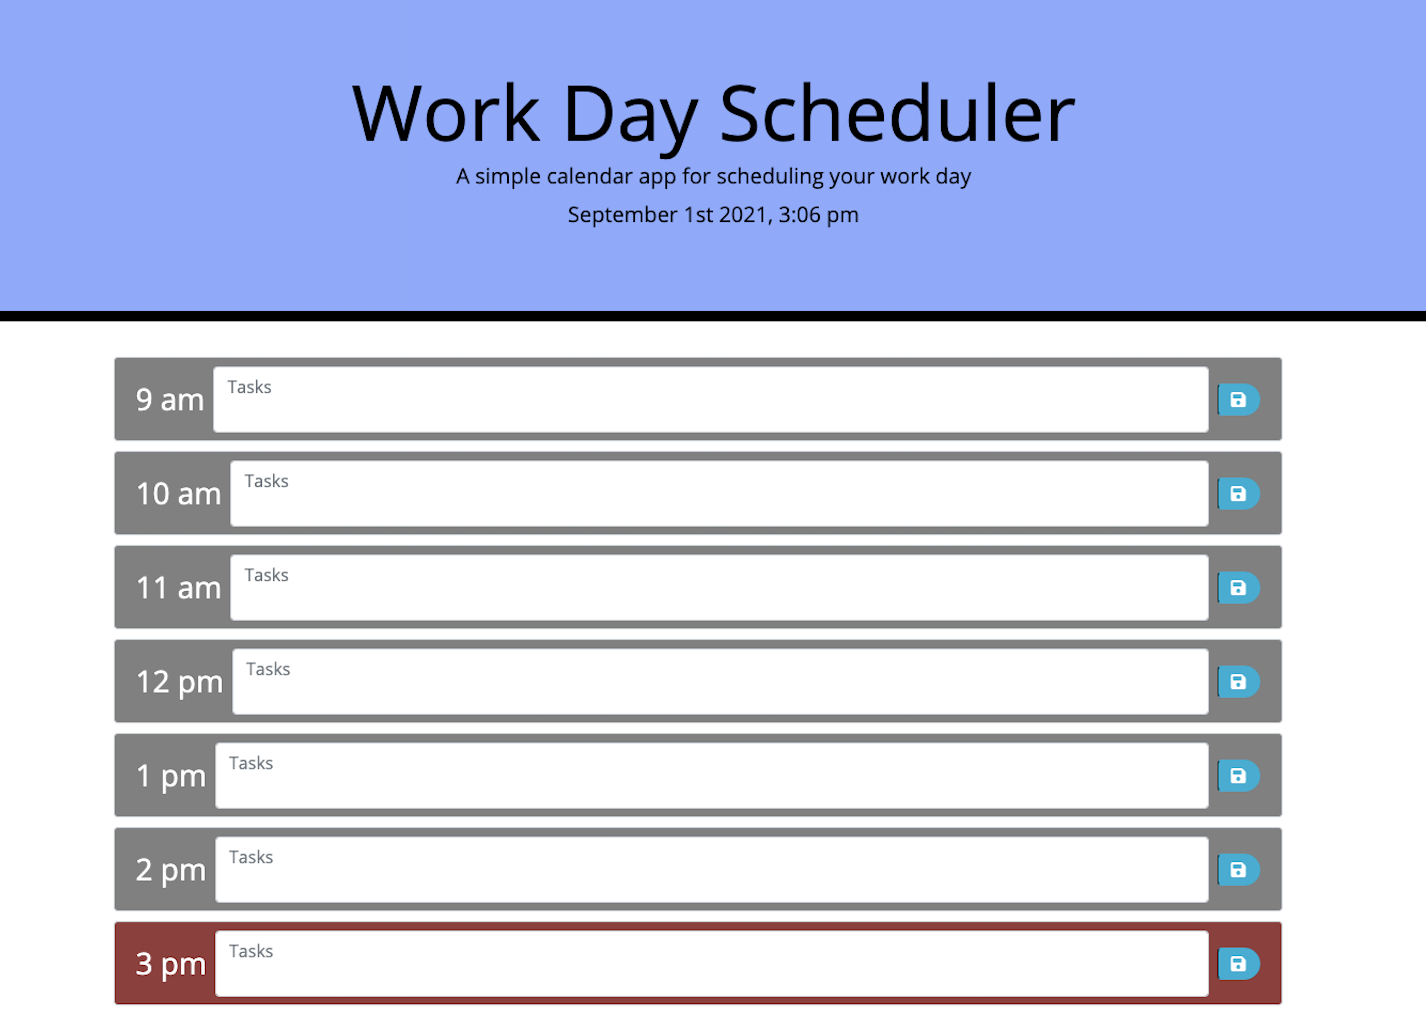 Work Day Scheduler
A simple calendar app for scheduling your work day
September 1st 2021, 3:06 pm
9 am Tasks
10 am Tasks
11 am Tasks
12 pm Tasks
1 pm Tasks
2 pm Tasks
3 pm Tasks